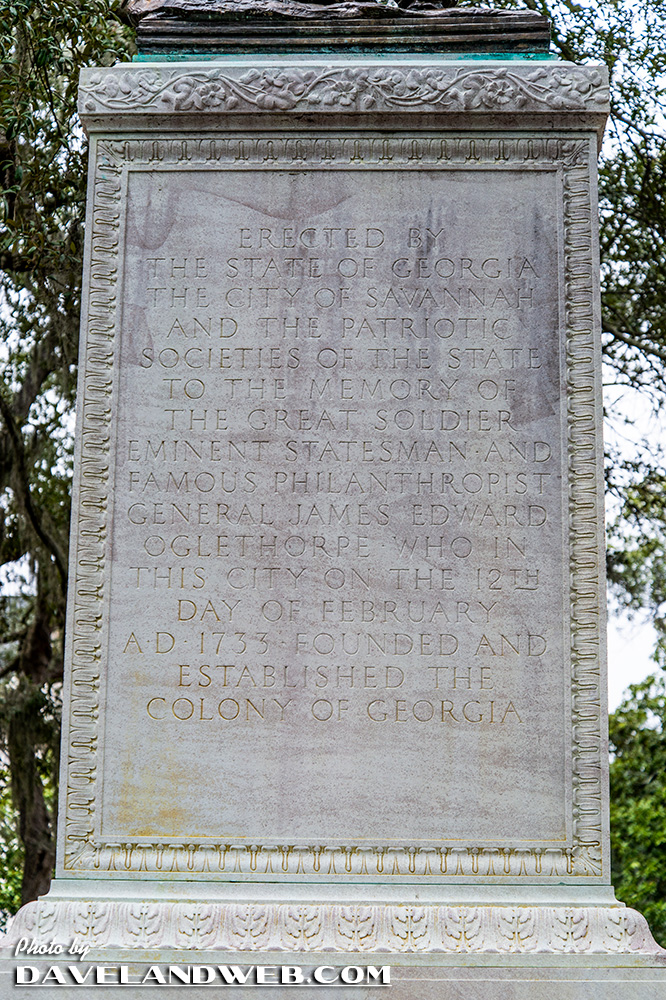 ERECTED BY
THE STATE OF GEORGIA
THE CITY OF SAVANNAH
AND THE PATRIOTIC
SOCIETIES OF THE STATE
TO THE MEMORY OF
THE GREAT SOLDIER
EMINENT STATESMAN·AND
FAMOUS PHILANTHROPIST
GENERAL JAMES EDWARD
OGLETHORPE·WHO IN
THIS CITY ON THE 12TH
DAY OF FEBRUARY
A·D·1733·FOUNDED AND
ESTABLISHED THE
COLONY OF GEORGIA
Photo by
DAVELANDWEB.COM